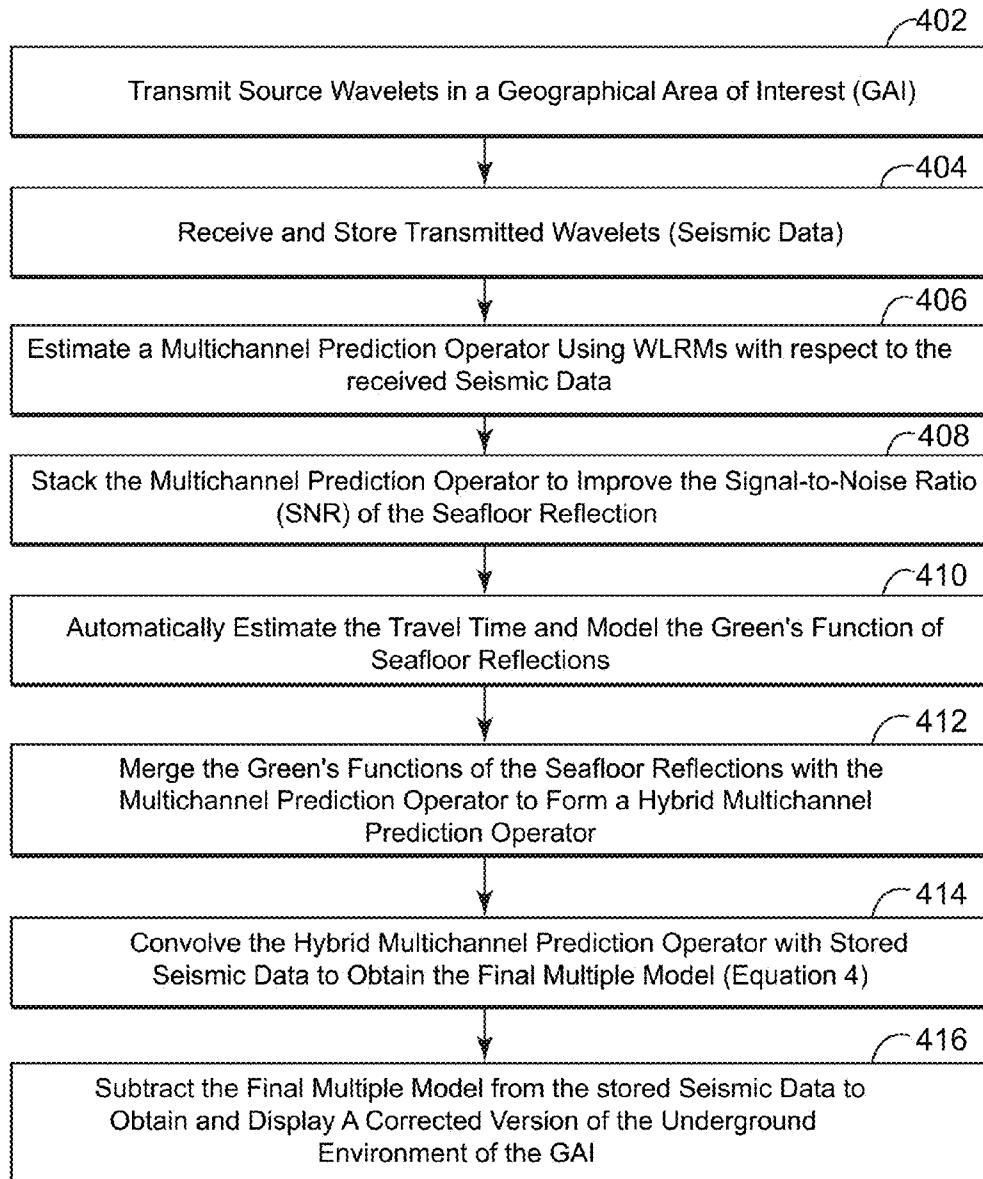 402
Transmit Source Wavelets in a Geographical Area of Interest (GAI)
404
Receive and Store Transmitted Wavelets (Seismic Data)
406
Estimate a Multichannel Prediction Operator Using WLRMs with respect to the
received Seismic Data
408
Stack the Multichannel Prediction Operator to Improve the Signal-to-Noise Ratio
(SNR) of the Seafloor Reflection
410
Automatically Estimate the Travel Time and Model the Green's Function of
Seafloor Reflections
412
Merge the Green's Functions of the Seafloor Reflections with the
Multichannel Prediction Operator to Form a Hybrid Multichannel
Prediction Operator
414
Convolve the Hybrid Multichannel Prediction Operator with Stored
Seismic Data to Obtain the Final Multiple Model (Equation 4)
416
Subtract the Final Multiple Model from the stored Seismic Data to
Obtain and Display A Corrected Version of the Underground
Environment of the GAI